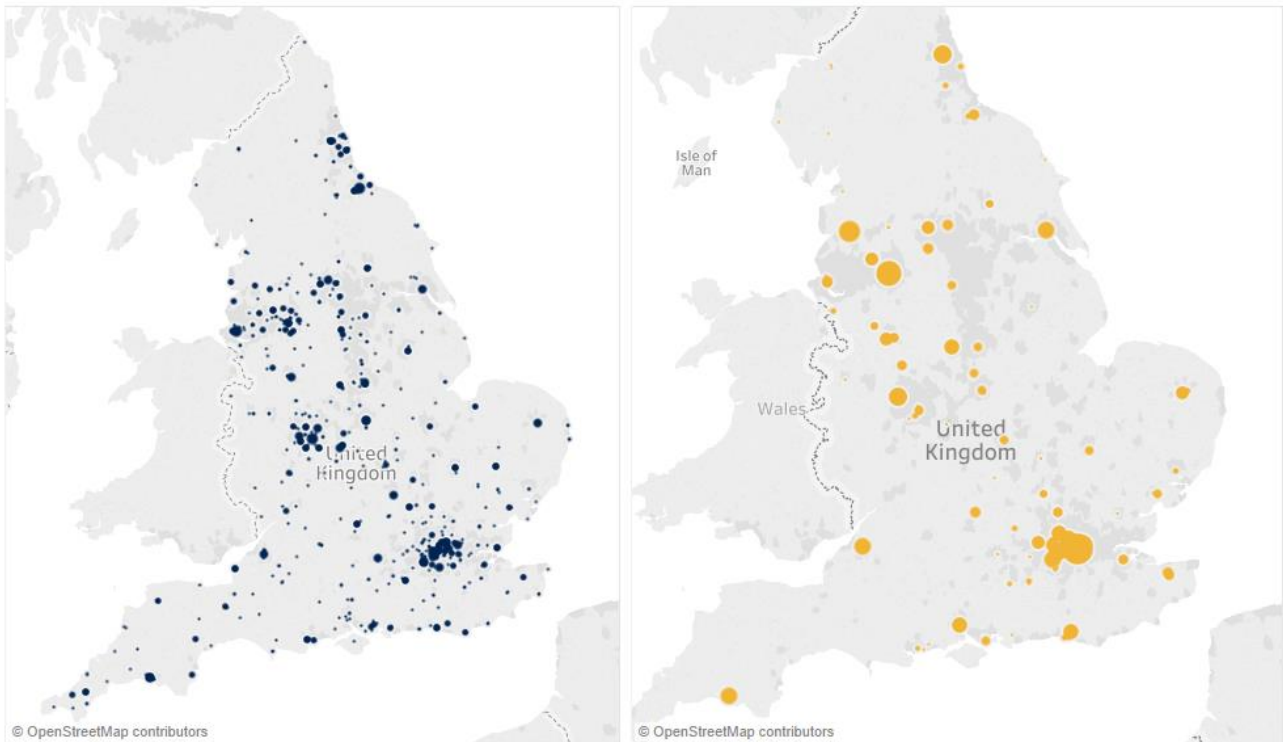 United
Kingdom
© OpenStreetMap contributors
Isle of
Man
Wales
United
Kingdom
© OpenStreetMap contributors